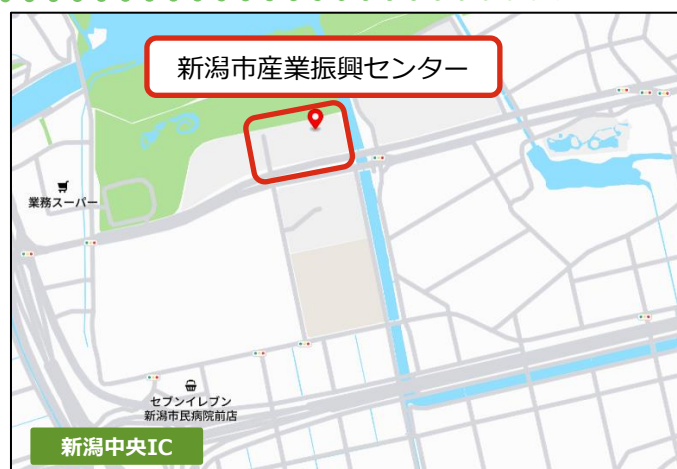 新潟市産業振興センター
業務スーパー
セブンイレブン
新潟市民病院前店
新潟中央IC